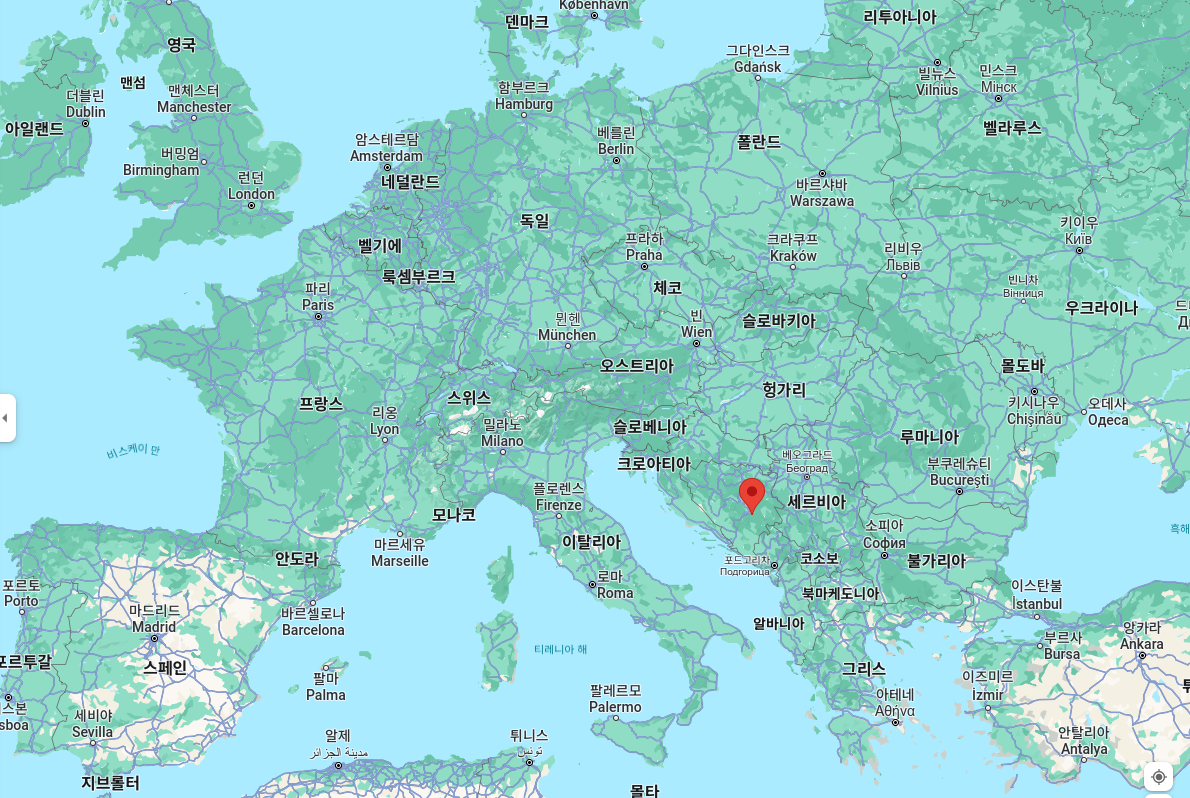 København
덴마크
리투아니아
영국
그다인스크
Gdańsk
맨섬
빌뉴스
Vilnius
민스크
Мінск
맨체스터
Manchester
더블린
Dublin
함부르크
Hamburg
아일랜드
벨라루스
베를린
Berlin
폴란드
암스테르담
Amsterdam
버밍엄
Birmingham
네덜란드
런던
London
바르샤바
Warszawa
독일
키이우
Київ
벨기에
프라하
Praha
크라쿠프
Kraków
리비우
Львів
룩셈부르크
체코
빈니차
Вінниця
파리
Paris
우크라이나
뮌헨
München
빈
Wien
슬로바키아
오스트리아
몰도바
헝가리
스위스
프랑스
키시나우
Chișinău
오데사
Одеса
리옹
Lyon
밀라노
Milano
슬로베니아
루마니아
비스케이 만
크로아티아
베오그라드
Београд
부쿠레슈티
București
플로렌스
Firenze
세르비아
모나코
소피아
София
흑해
마르세유
Marseille
이탈리아
안도라
포드고리차
Подгорица
코소보
불가리아
포르토
Porto
로마
Roma
북마케도니아
이스탄불
İstanbul
마드리드
Madrid
바르셀로나
Barcelona
알바니아
앙카라
Ankara
부르사
Bursa
티레니아 해
포르투갈
스페인
그리스
팔마
Palma
이즈미르
İzmir
팔레르모
Palermo
아테네
Αθήνα
스본
sboa
세비야
Sevilla
알제
مدينة الجزائر
튀니스
تونس
안탈리아
Antalya
지브롤터
몰타